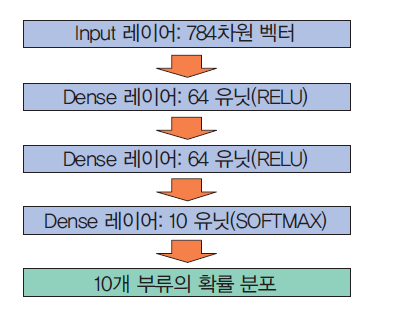 Input 레이어: 784차원 벡터
Dense 레이어: 64 유닛(RELU)
Dense 레이어: 64 유닛(RELU)
Dense 레이어: 10 유닛(SOFTMAX)
10개 부류의 확률 분포